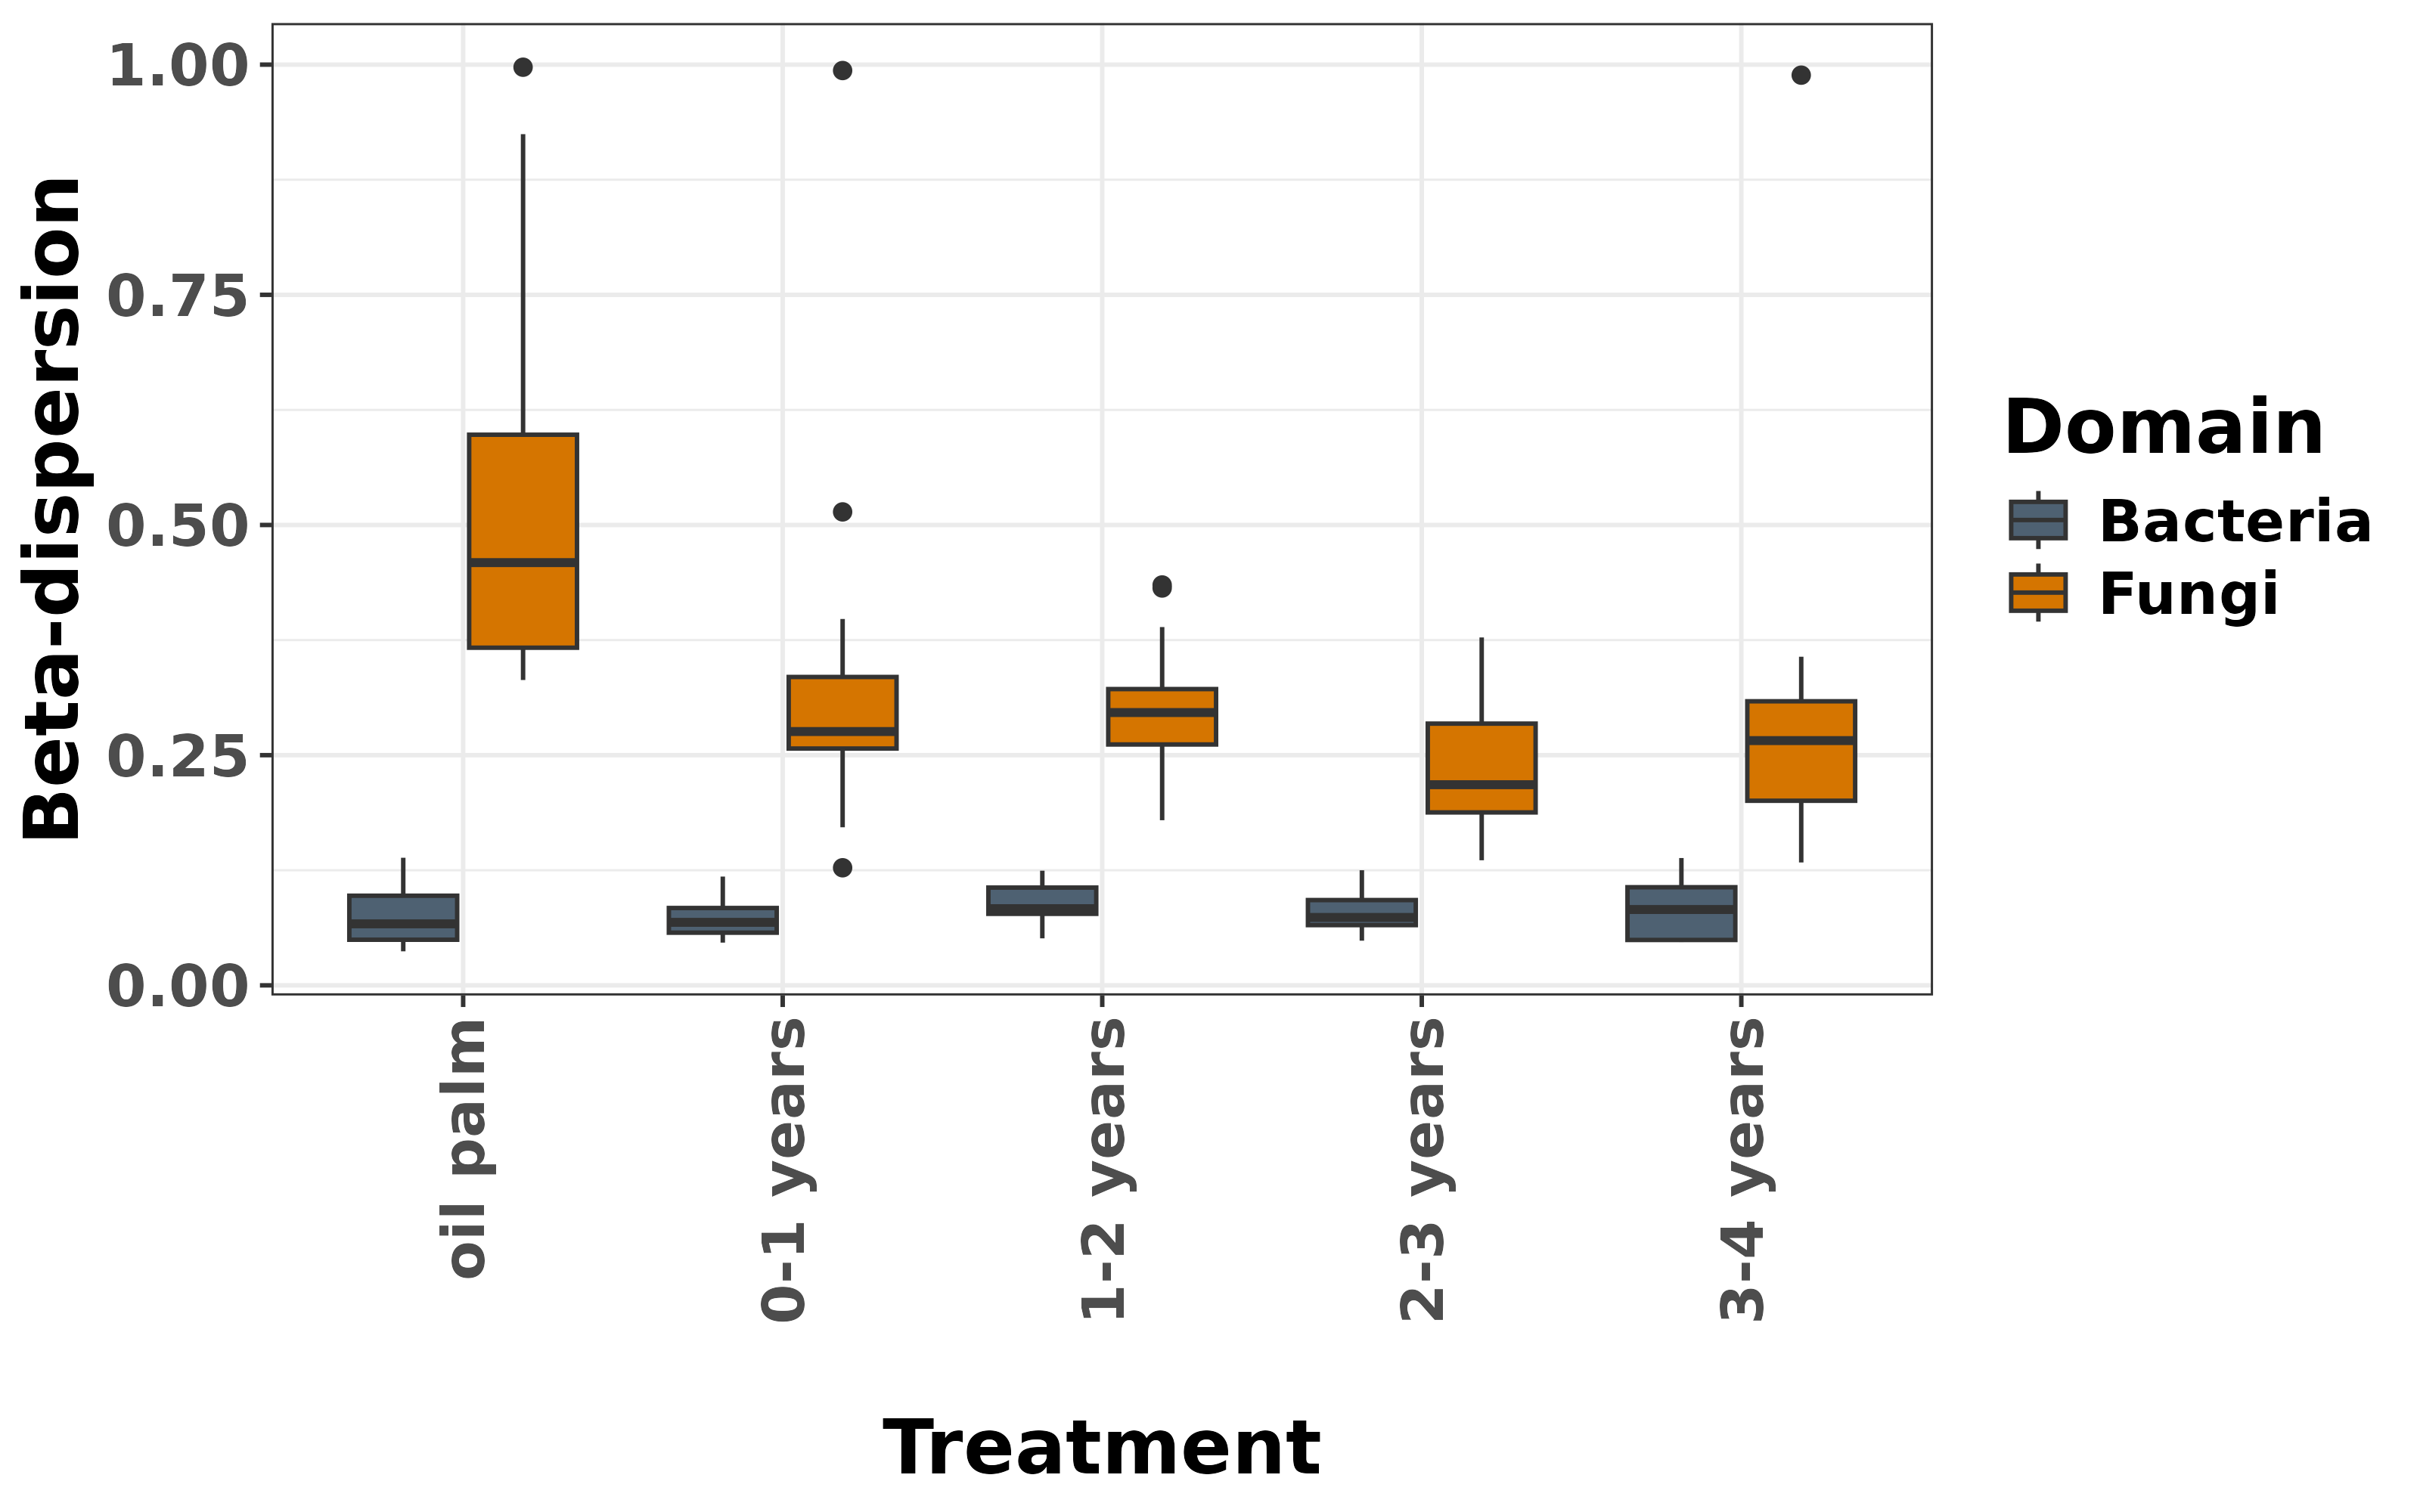 Beta-dispersion
1.00
0.75
0.50
0.25
0.00
oil palm
0-1 years
1-2 years
2-3 years
3-4 years
Treatment
Domain
Bacteria
Fungi